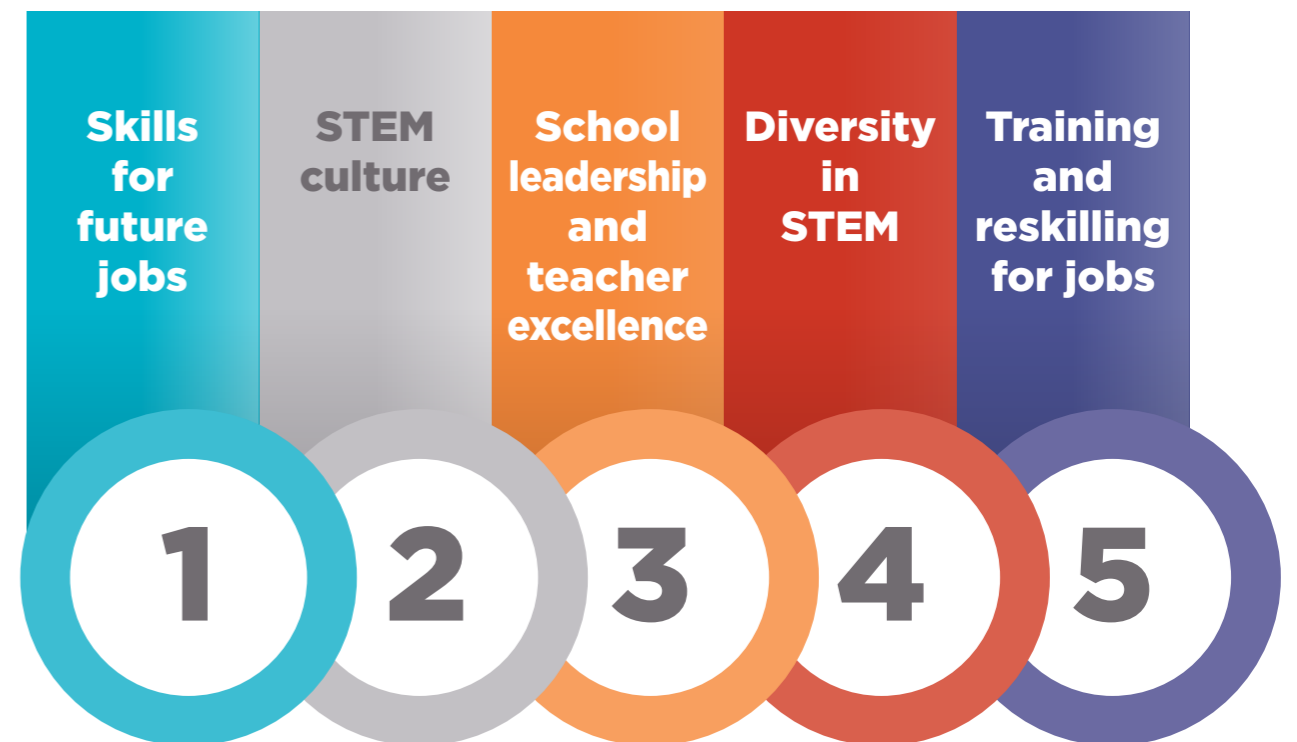 Skills
for
future
jobs
STEM
culture
School
leadership
and
teacher
excellence
Diversity
in
STEM
Training
and
reskilling
for jobs
1
2
3
4
5